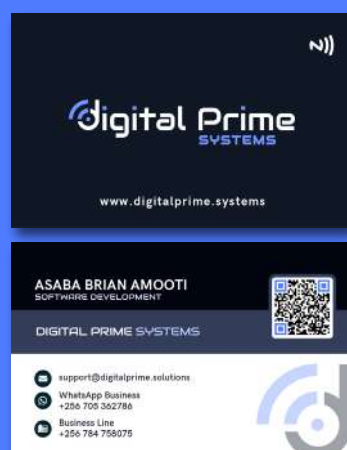 digital Prime
SYSTEMS
www.digitalprime.systems
ASABA BRIAN AMOOTI
SOFTWARE DEVELOPMENT
DIGITAL PRIME SYSTEMS
support@digitalprime.solutions
WhatsApp Business
+256 705 362786
Business Line
+256 784 758075